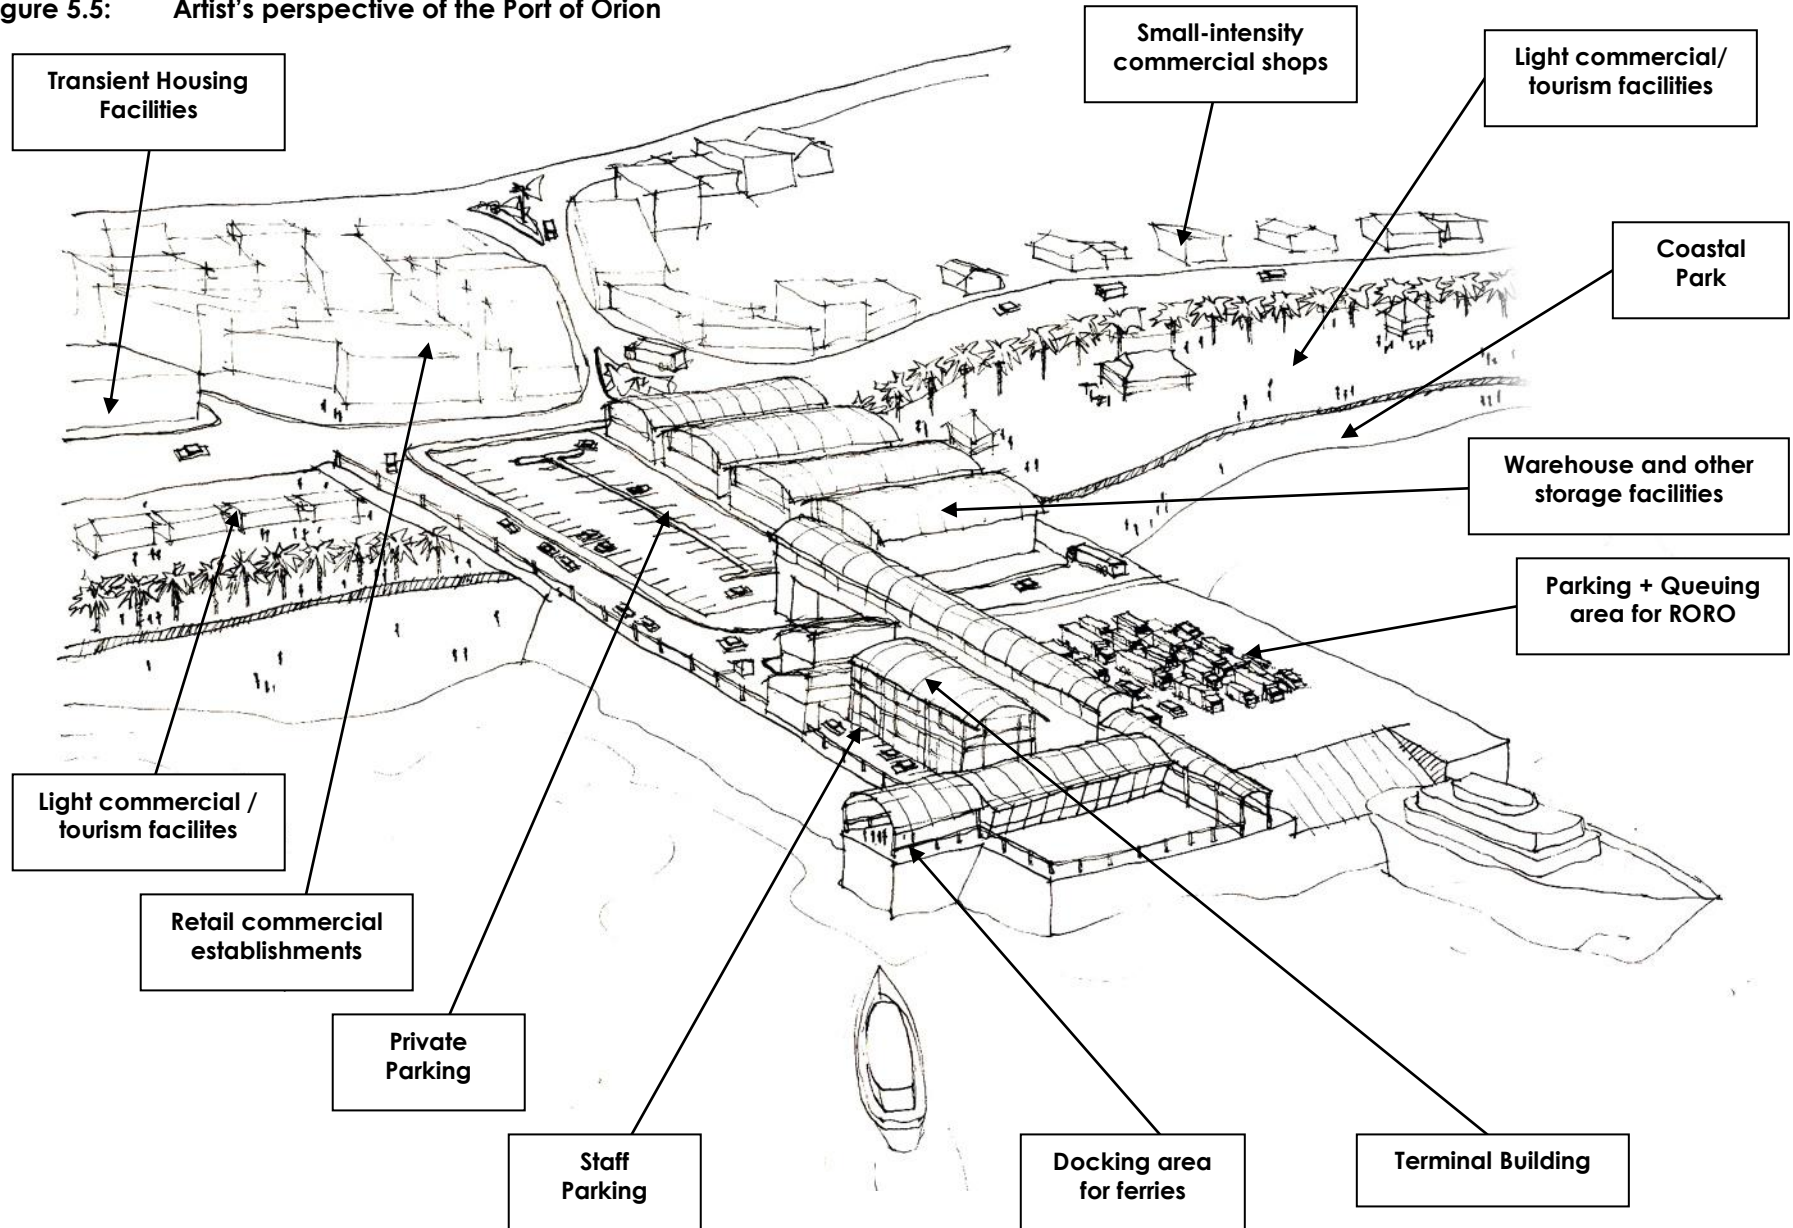 gure 5.5: Artist's perspective of the Port of Orion
Transient Housing
Facilities
Small-intensity
commercial shops
Light commercial/
tourism facilities
Coastal
Park
Warehouse and other
storage facilities
Parking + Queuing
area for RORO
Light commercial /
tourism facilites
Retail commercial
establishments
Private
Parking
Staff
Parking
Docking area
for ferries
Terminal Building